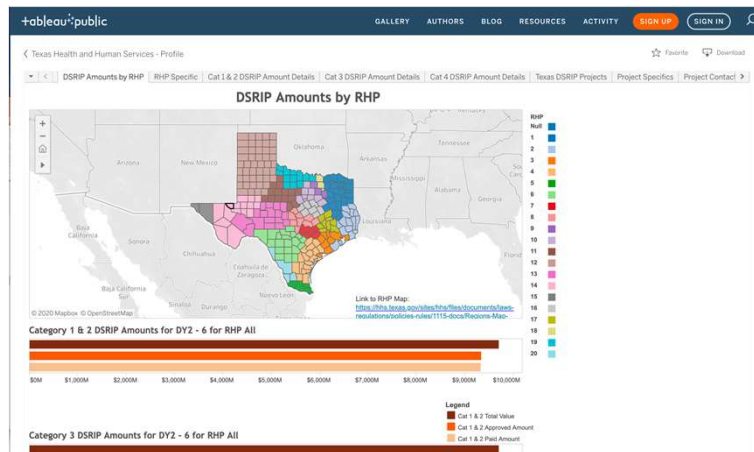 +ableau public
GALLERY AUTHORS BLOG RESOURCES ACTIVITY SIGN UP SIGN IN
Texas Health and Human Services - Profile
Favorite Download
DSRIP Amounts by RHP RHP Specific Cat 1 & 2 DSRIP Amount Details Cat 3 DSRIP Amount Details Cat 4 DSRIP Amount Details Texas DSRIP Projects Project Specifics Project Contact
DSRIP Amounts by RHP
RHP
Null
1
2
3
4
5
6
7
8
9
10
11
12
13
14
15
16
17
18
19
20
Oklahoma
Tennessee
Arizona
New Mexico
Arkansas
Mississippi
Alabama
Georgia
Louisiana
Baja
California
Sonora
Chihuahua
Coahuila de
Zaragoza
Baja California
Sur
Sinaloa
Durango
Nuevo León
Link to RHP Map:
https://hhs.texas.gov/sites/hhs/files/documents/laws-
regulations/policies-rules/1115-docs/Regions-Map-
© 2020 Mapbox © OpenStreetMap
Category 1 & 2 DSRIP Amounts for DY2 - 6 for RHP All
$0M $1,000M $2,000M $3,000M $4,000M $5,000M $6,000M $7,000M $8,000M $9,000M $10,000M
Legend
Cat 1 & 2 Total Value
Cat 1 & 2 Approved Amount
Cat 1 & 2 Paid Amount
Category 3 DSRIP Amounts for DY2 - 6 for RHP All